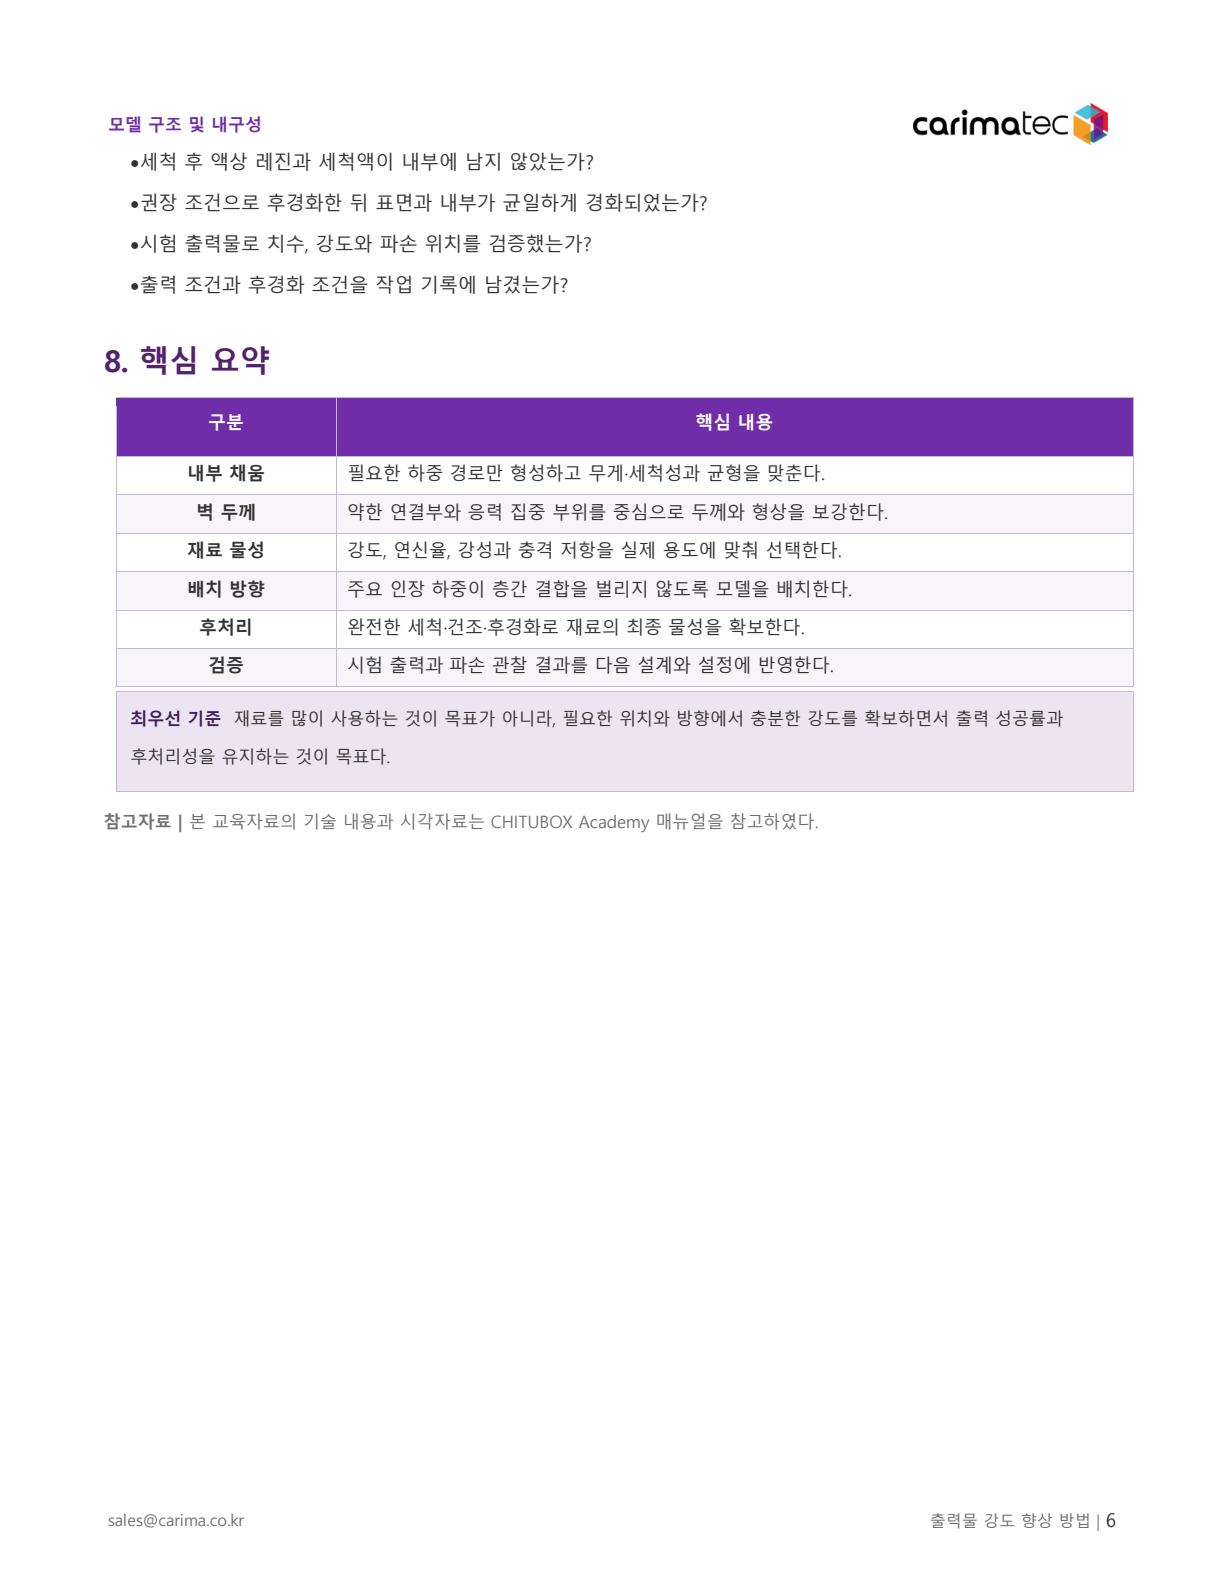 모델 구조 및 내구성
carimatec
●세척 후 액상 레진과 세척액이 내부에 남지 않았는가?
●권장 조건으로 후경화한 뒤 표면과 내부가 균일하게 경화되었는가?
●시험 출력물로 치수, 강도와 파손 위치를 검증했는가?
●출력 조건과 후경화 조건을 작업 기록에 남겼는가?
8. 핵심 요약
구분 핵심 내용
내부 채움 필요한 하중 경로만 형성하고 무게·세척성과 균형을 맞춘다.
벽 두께 약한 연결부와 응력 집중 부위를 중심으로 두께와 형상을 보강한다.
재료 물성 강도, 연신율, 강성과 충격 저항을 실제 용도에 맞춰 선택한다.
배치 방향 주요 인장 하중이 층간 결합을 벌리지 않도록 모델을 배치한다.
후처리 완전한 세척·건조·후경화로 재료의 최종 물성을 확보한다.
검증 시험 출력과 파손 관찰 결과를 다음 설계와 설정에 반영한다.
최우선 기준 재료를 많이 사용하는 것이 목표가 아니라, 필요한 위치와 방향에서 충분한 강도를 확보하면서 출력 성공률과
후처리성을 유지하는 것이 목표다.
참고자료 | 본 교육자료의 기술 내용과 시각자료는 CHITUBOX Academy 매뉴얼을 참고하였다.
sales@carima.co.kr
출력물 강도 향상 방법 | 6